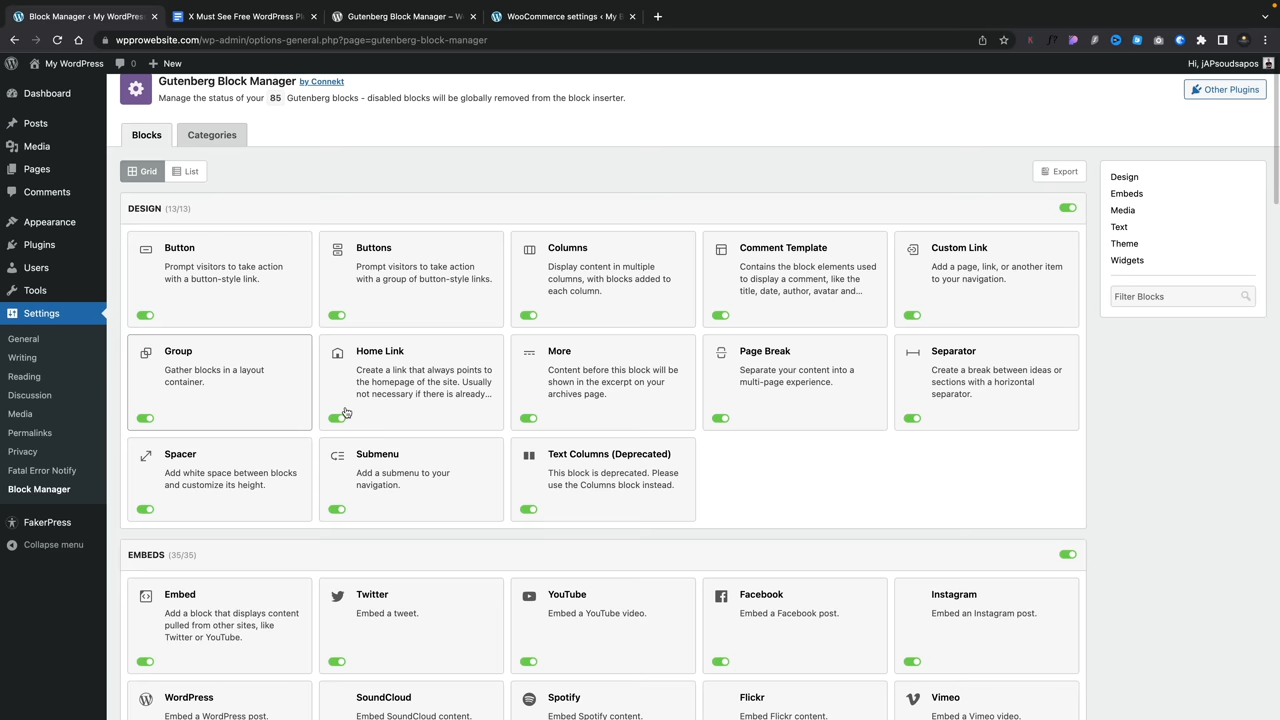 Block Manager ‹ My WordPress
X Must See Free WordPress Pl
Gutenberg Block Manager – W
WooCommerce settings ‹ My B
wpprowebsite.com/wp-admin/options-general.php?page=gutenberg-block-manager
My WordPress
0
New
Hi, jAPsoudsapos
Dashboard
Posts
Media
Pages
Comments
Appearance
Plugins
Users
Tools
Settings
General
Writing
Reading
Discussion
Media
Permalinks
Privacy
Fatal Error Notify
Block Manager
FakerPress
Collapse menu
Gutenberg Block Manager by Connekt
Manage the status of your 85 Gutenberg blocks - disabled blocks will be globally removed from the block inserter.
Other Plugins
Blocks
Categories
Grid
List
Export
DESIGN (13/13)
Button
Prompt visitors to take action
with a button-style link.
Buttons
Prompt visitors to take action
with a group of button-style links.
Columns
Display content in multiple
columns, with blocks added to
each column.
Comment Template
Contains the block elements used
to display a comment, like the
title, date, author, avatar and...
Custom Link
Add a page, link, or another item
to your navigation.
Group
Gather blocks in a layout
container.
Home Link
Create a link that always points to
the homepage of the site. Usually
not necessary if there is already...
More
Content before this block will be
shown in the excerpt on your
archives page.
Page Break
Separate your content into a
multi-page experience.
Separator
Create a break between ideas or
sections with a horizontal
separator.
Spacer
Add white space between blocks
and customize its height.
Submenu
Add a submenu to your
navigation.
Text Columns (Deprecated)
This block is deprecated. Please
use the Columns block instead.
EMBEDS (35/35)
Embed
Add a block that displays content
pulled from other sites, like
Twitter or YouTube.
Twitter
Embed a tweet.
YouTube
Embed a YouTube video.
Facebook
Embed a Facebook post.
Instagram
Embed an Instagram post.
WordPress
Embed a WordPress post.
SoundCloud
Embed SoundCloud content.
Spotify
Embed Spotify content.
Flickr
Embed Flickr content.
Vimeo
Embed a Vimeo video.
Design
Embeds
Media
Text
Theme
Widgets
Filter Blocks